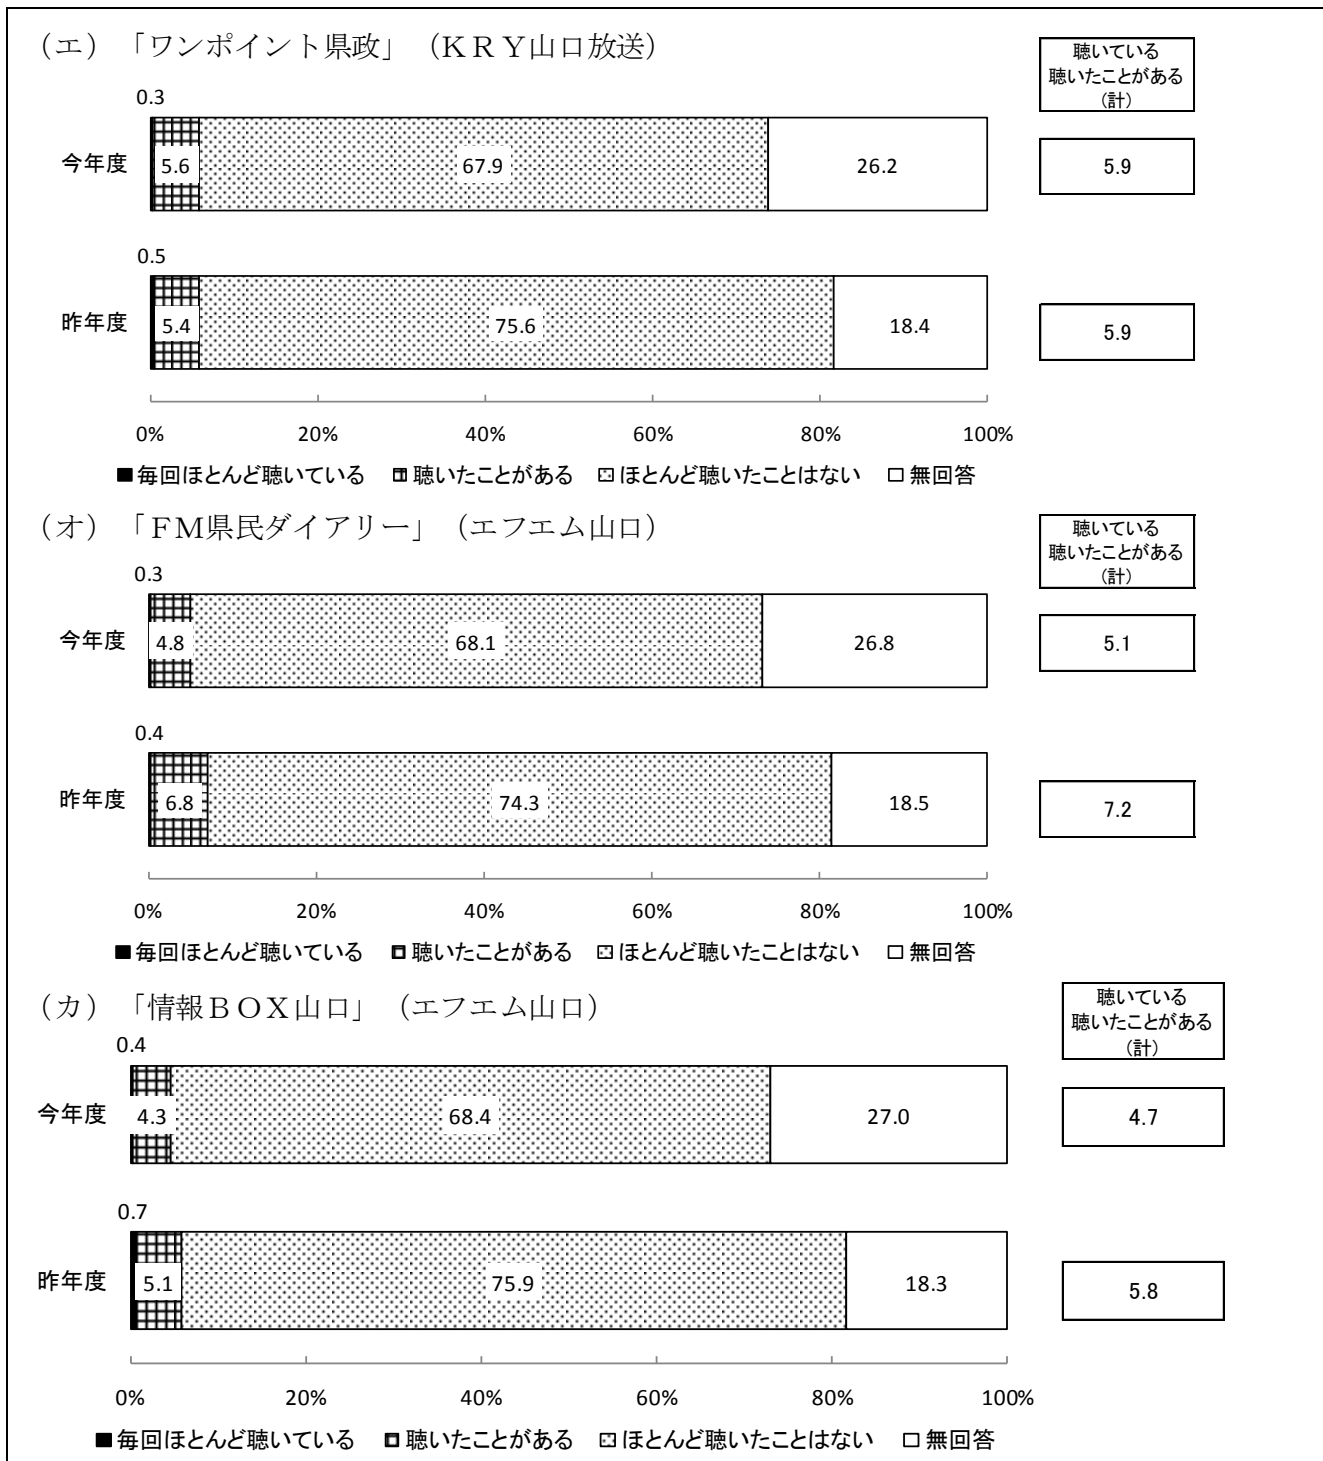 （エ）「ワンポイント県政」（ＫＲＹ山口放送）
聴いている
聴いたことがある
（計）
0.3
今年度 5.6 67.9 26.2 5.9
0.5
昨年度 5.4 75.6 18.4 5.9
0% 20% 40% 60% 80% 100%
■毎回ほとんど聴いている 聴いたことがある ほとんど聴いたことはない □無回答
（オ）「ＦＭ県民ダイアリー」（エフエム山口）
聴いている
聴いたことがある
（計）
0.3
今年度 4.8 68.1 26.8 5.1
0.4
昨年度 6.8 74.3 18.5 7.2
0% 20% 40% 60% 80% 100%
■毎回ほとんど聴いている 聴いたことがある ほとんど聴いたことはない □無回答
（カ）「情報ＢＯＸ山口」（エフエム山口）
聴いている
聴いたことがある
（計）
0.4
今年度 4.3 68.4 27.0 4.7
0.7
昨年度 5.1 75.9 18.3 5.8
0% 20% 40% 60% 80% 100%
■毎回ほとんど聴いている 聴いたことがある ほとんど聴いたことはない □無回答